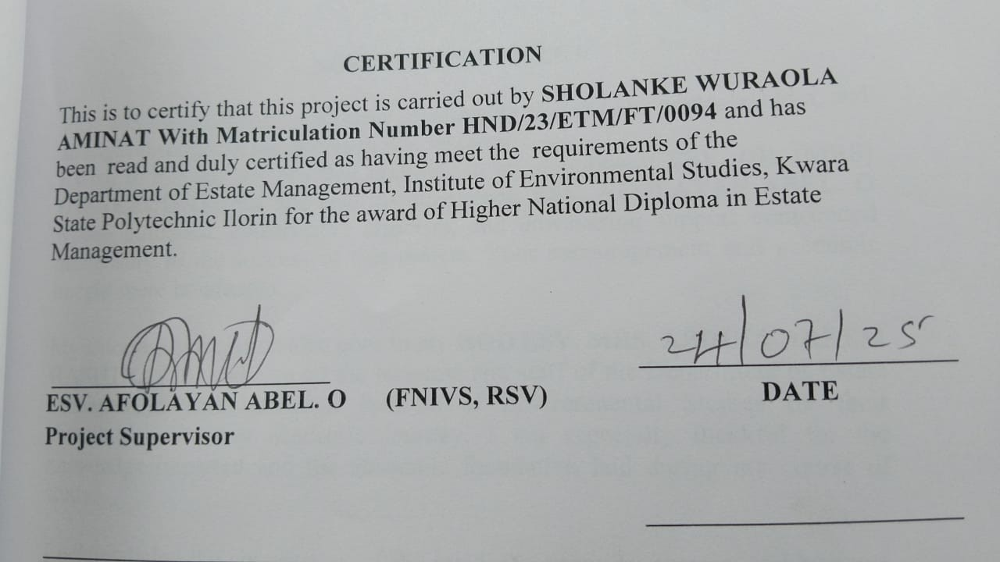 CERTIFICATION
This is to certify that this project is carried out by SHOLANKE WURAOLA
AMINAT With Matriculation Number HND/23/ETM/FT/0094 and has
been read and duly certified as having meet the requirements of the
Department of Estate Management, Institute of Environmental Studies, Kwara
State Polytechnic Ilorin for the award of Higher National Diploma in Estate
Management.
24/07/25
ESV. AFOLAYAN ABEL. O (FNIVS, RSV) DATE
Project Supervisor